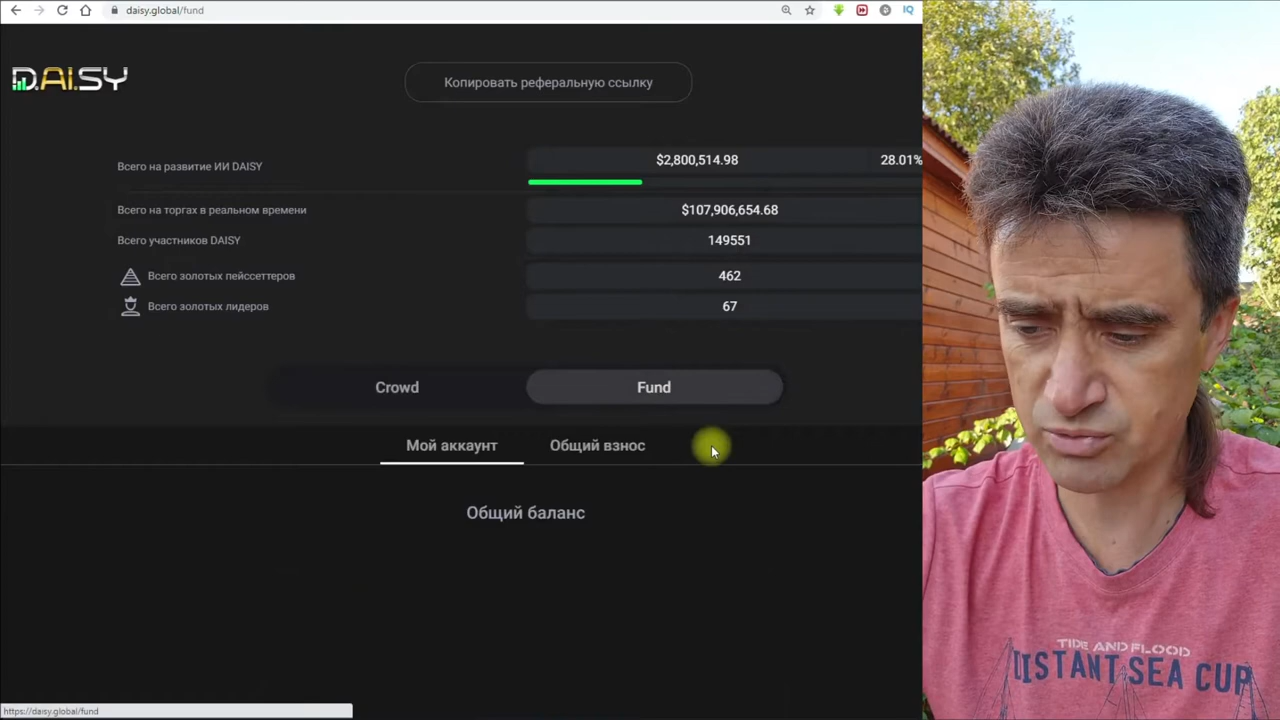 daisy.global/fund
D.AI.SY
Копировать реферальную ссылку
Всего на развитие ИИ DAISY
$2,800,514.98
28.01%
Всего на торгах в реальном времени
$107,906,654.68
Всего участников DAISY
149551
Всего золотых пейссеттеров
462
Всего золотых лидеров
67
Crowd
Fund
Мой аккаунт
Общий взнос
Общий баланс
https://daisy.global/fund
TIDE AND FLOOD
DISTANT SEA CUP
IQ